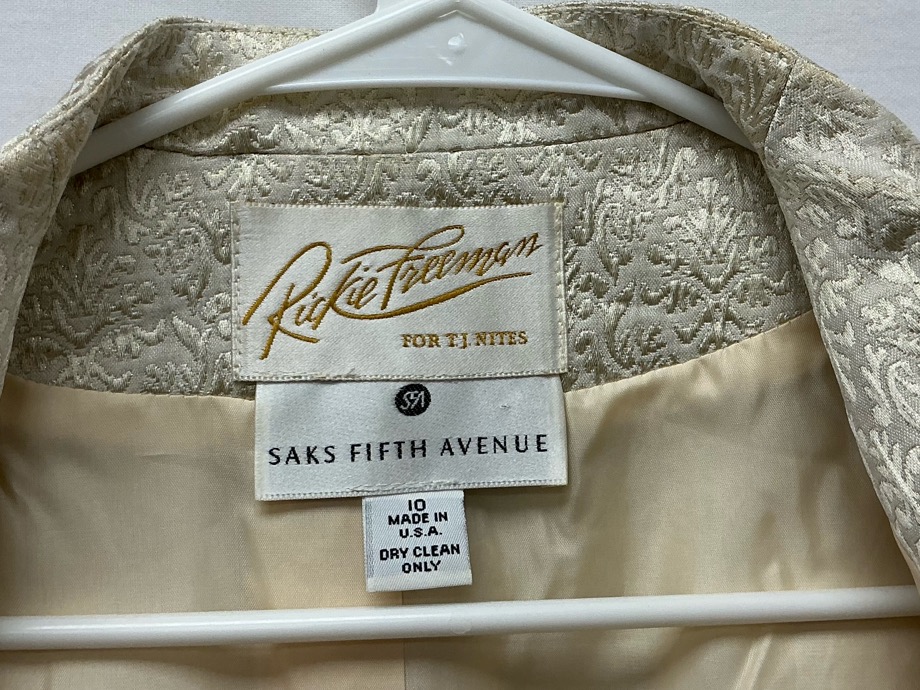 Rickie Freeman
FOR T.J. NITES
SFA
SAKS FIFTH AVENUE
10
MADE IN
U.S.A.
DRY CLEAN
ONLY